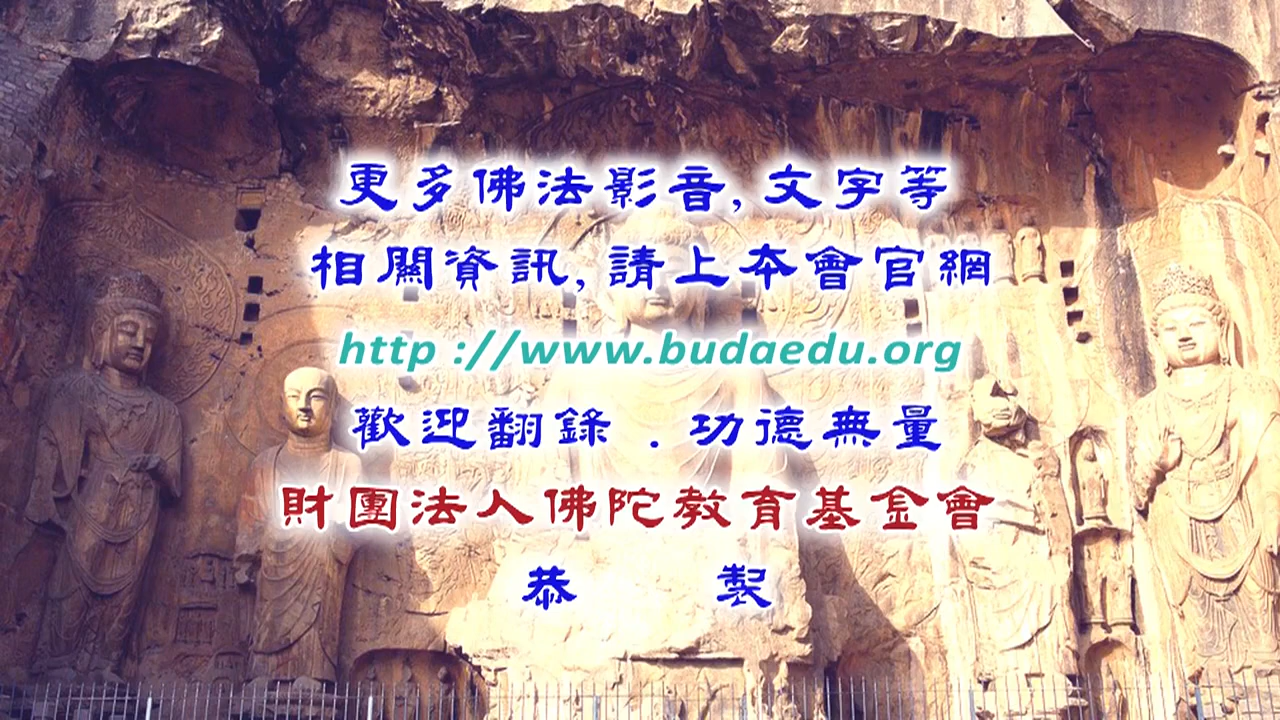 更多佛法影音,文字等
相關資訊,請上本會官網
http ://www.budaedu.org
歡迎翻錄 . 功德無量
財團法人佛陀教育基金會
恭 製